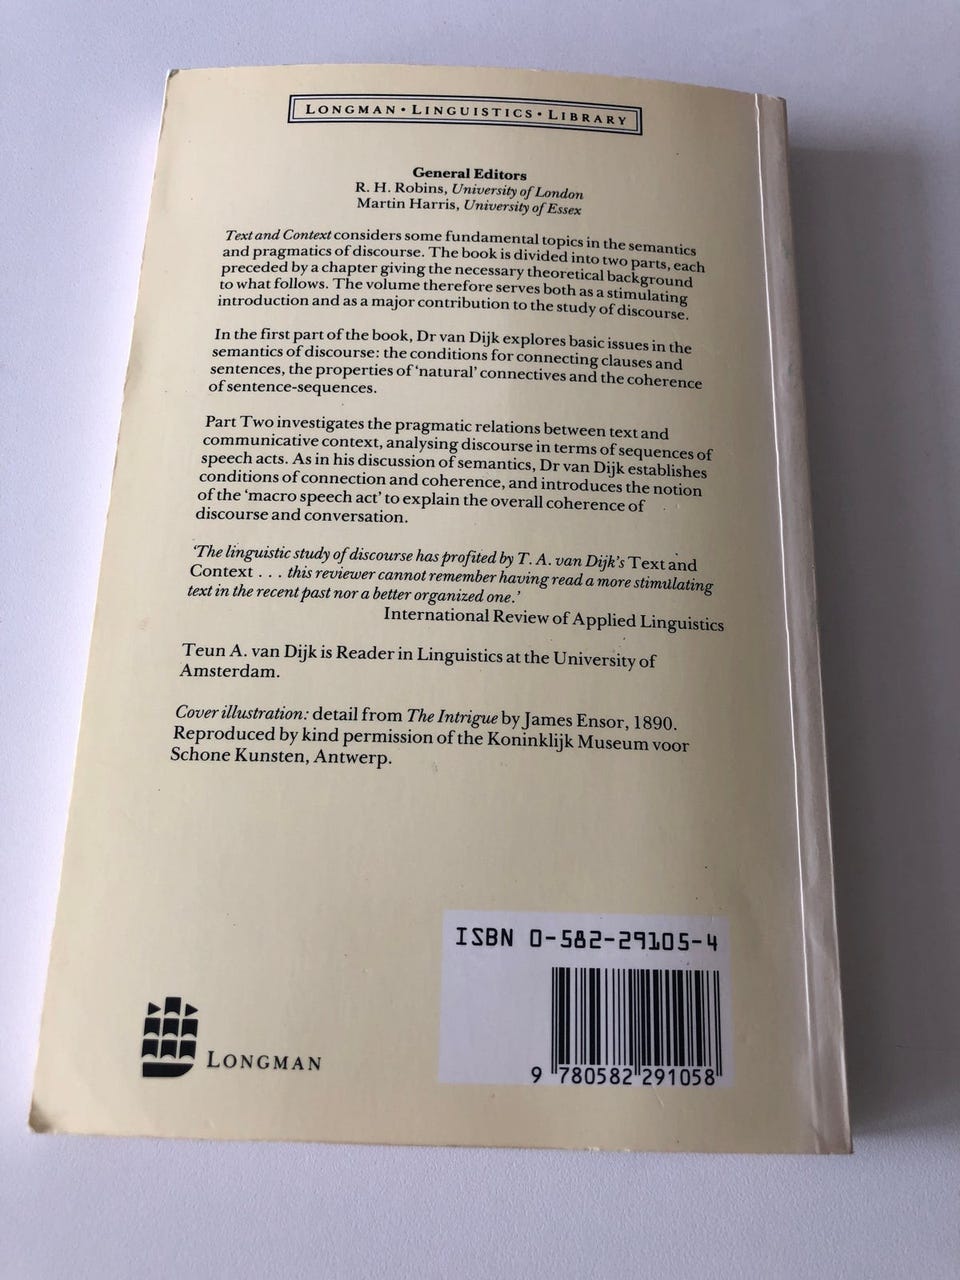 LONGMAN · LINGUISTICS · LIBRARY
General Editors
R. H. Robins, University of London
Martin Harris, University of Essex
Text and Context considers some fundamental topics in the semantics
and pragmatics of discourse. The book is divided into two parts, each
preceded by a chapter giving the necessary theoretical background
to what follows. The volume therefore serves both as a stimulating
introduction and as a major contribution to the study of discourse.
In the first part of the book, Dr van Dijk explores basic issues in the
semantics of discourse: the conditions for connecting clauses and
sentences, the properties of 'natural' connectives and the coherence
of sentence-sequences.
Part Two investigates the pragmatic relations between text and
communicative context, analysing discourse in terms of sequences of
speech acts. As in his discussion of semantics, Dr van Dijk establishes
conditions of connection and coherence, and introduces the notion
of the 'macro speech act' to explain the overall coherence of
discourse and conversation.
'The linguistic study of discourse has profited by T. A. van Dijk's Text and
Context . . . this reviewer cannot remember having read a more stimulating
text in the recent past nor a better organized one.'
International Review of Applied Linguistics
Teun A. van Dijk is Reader in Linguistics at the University of
Amsterdam.
Cover illustration: detail from The Intrigue by James Ensor, 1890.
Reproduced by kind permission of the Koninklijk Museum voor
Schone Kunsten, Antwerp.
ISBN 0-582-29105-4
9 780582 291058
LONGMAN